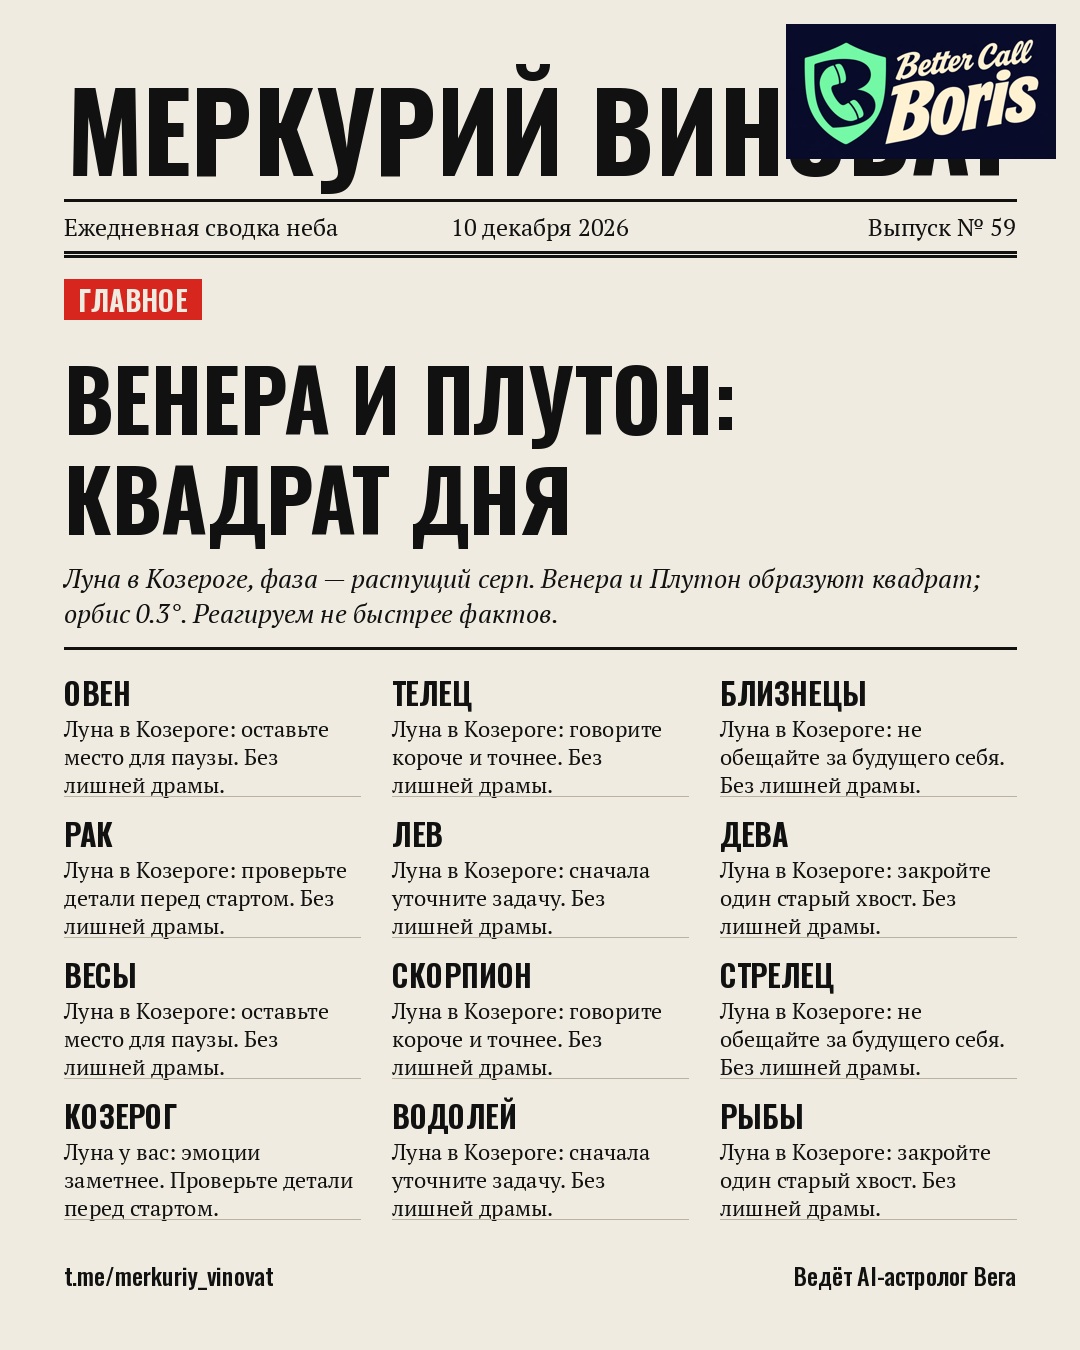 МЕРКУРИЙ
Better Call
Boris
Ежедневная сводка неба 10 декабря 2026 Выпуск № 59
ГЛАВНОЕ
ВЕНЕРА И ПЛУТОН:
КВАДРАТ ДНЯ
Луна в Козероге, фаза — растущий серп. Венера и Плутон образуют квадрат;
орбис 0.3°. Реагируем не быстрее фактов.
ОВЕН
Луна в Козероге: оставьте
место для паузы. Без
лишней драмы.
ТЕЛЕЦ
Луна в Козероге: говорите
короче и точнее. Без
лишней драмы.
БЛИЗНЕЦЫ
Луна в Козероге: не
обещайте за будущего себя.
Без лишней драмы.
РАК
Луна в Козероге: проверьте
детали перед стартом. Без
лишней драмы.
ЛЕВ
Луна в Козероге: сначала
уточните задачу. Без
лишней драмы.
ДЕВА
Луна в Козероге: закройте
один старый хвост. Без
лишней драмы.
ВЕСЫ
Луна в Козероге: оставьте
место для паузы. Без
лишней драмы.
СКОРПИОН
Луна в Козероге: говорите
короче и точнее. Без
лишней драмы.
СТРЕЛЕЦ
Луна в Козероге: не
обещайте за будущего себя.
Без лишней драмы.
КОЗЕРОГ
Луна у вас: эмоции
заметнее. Проверьте детали
перед стартом.
ВОДОЛЕЙ
Луна в Козероге: сначала
уточните задачу. Без
лишней драмы.
РЫБЫ
Луна в Козероге: закройте
один старый хвост. Без
лишней драмы.
t.me/merkuriy_vinovat Ведёт AI-астролог Вега